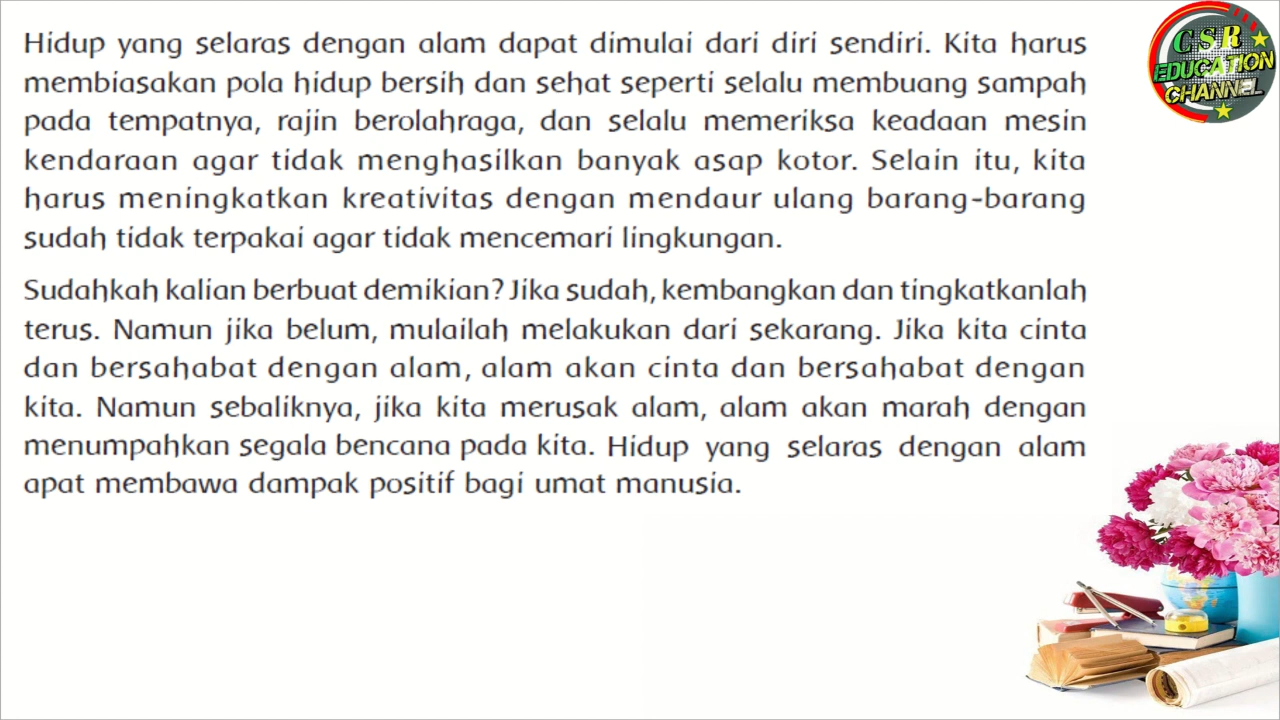 Hidup yang selaras dengan alam dapat dimulai dari diri sendiri. Kita harus
membiasakan pola hidup bersih dan sehat seperti selalu membuang sampah
pada tempatnya, rajin berolahraga, dan selalu memeriksa keadaan mesin
kendaraan agar tidak menghasilkan banyak asap kotor. Selain itu, kita
harus meningkatkan kreativitas dengan mendaur ulang barang-barang
sudah tidak terpakai agar tidak mencemari lingkungan.
Sudahkah kalian berbuat demikian? Jika sudah, kembangkan dan tingkatkanlah
terus. Namun jika belum, mulailah melakukan dari sekarang. Jika kita cinta
dan bersahabat dengan alam, alam akan cinta dan bersahabat dengan
kita. Namun sebaliknya, jika kita merusak alam, alam akan marah dengan
menumpahkan segala bencana pada kita. Hidup yang selaras dengan alam
apat membawa dampak positif bagi umat manusia.
CSR
EDUCATION
CHANNEL